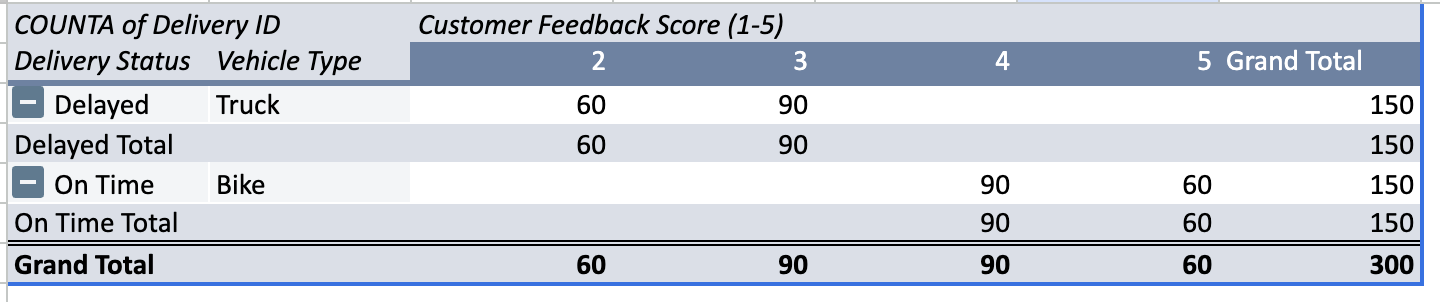 COUNTA of Delivery ID Customer Feedback Score (1-5)
Delivery Status Vehicle Type 2 3 4 5 Grand Total
Delayed Truck 60 90 150
Delayed Total 60 90 150
On Time Bike 90 60 150
On Time Total 90 60 150
Grand Total 60 90 90 60 300